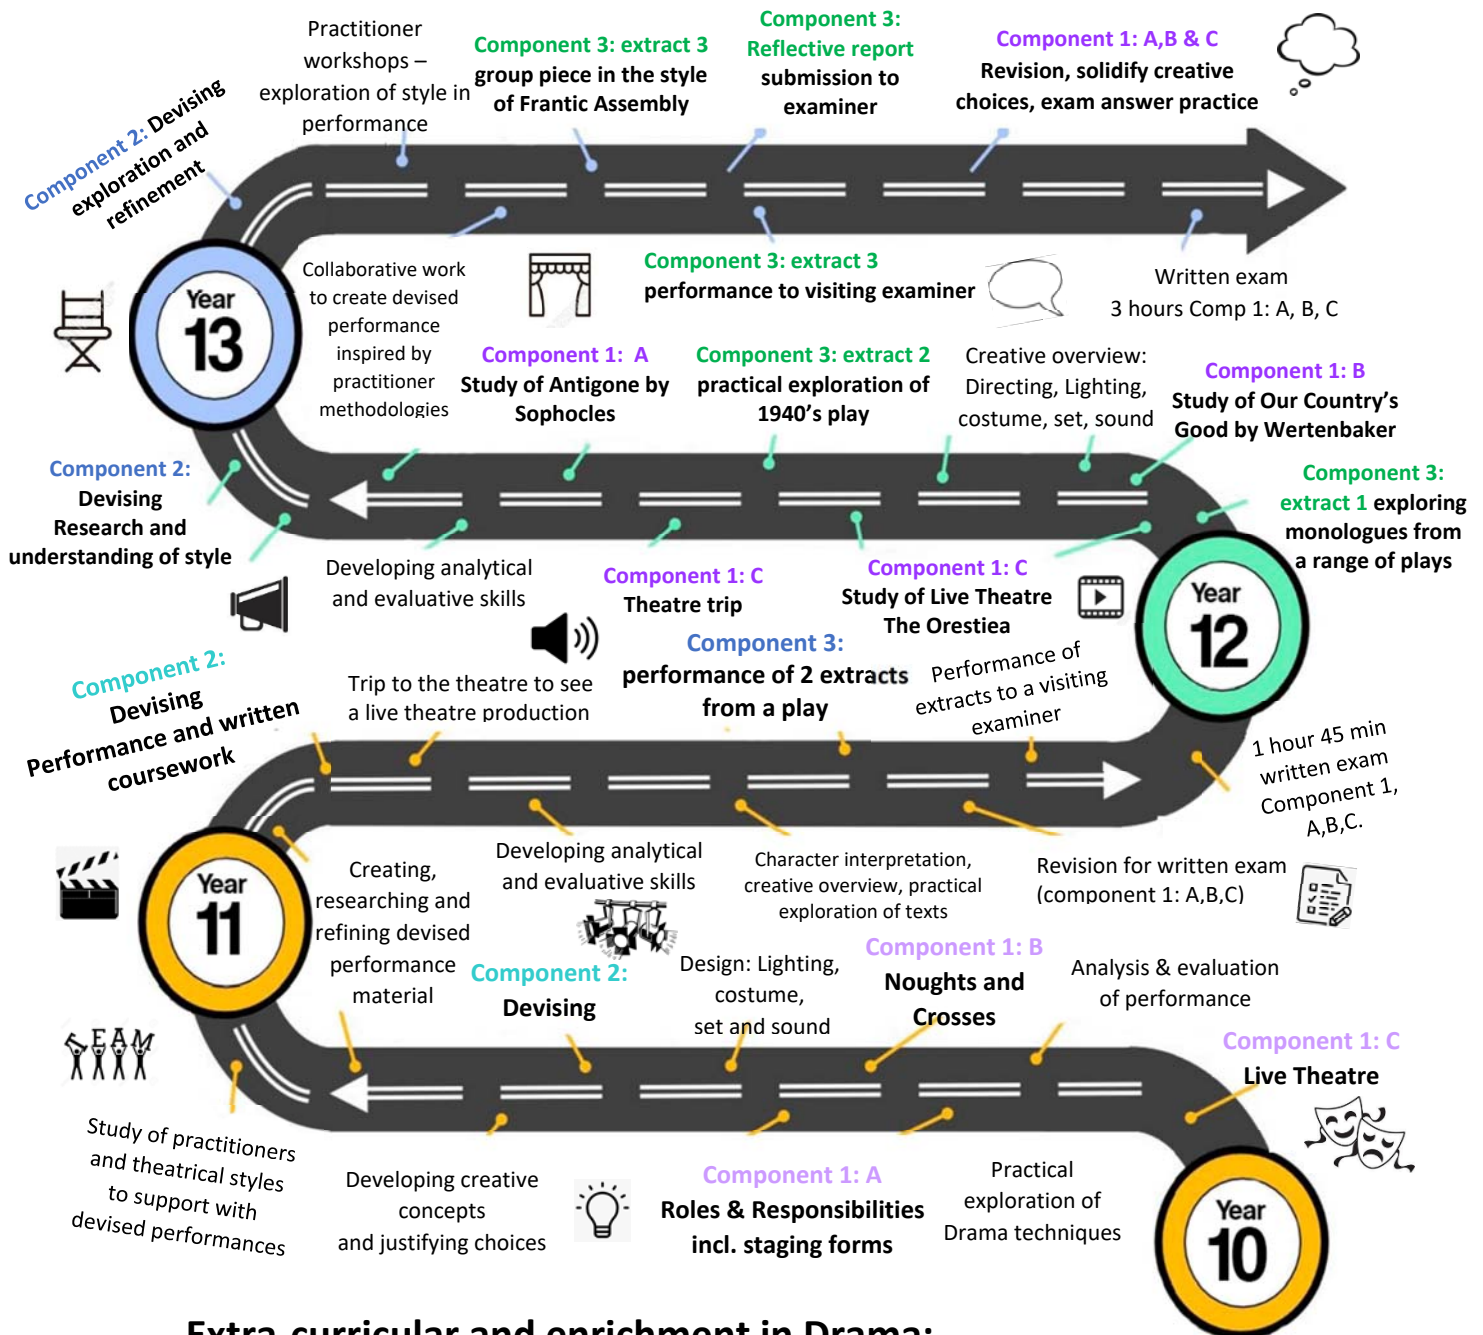 Practitioner
workshops –
exploration of style in
performance
Component 3: extract 3
group piece in the style
of Frantic Assembly
Component 3:
Reflective report
submission to
examiner
Component 1: A,B & C
Revision, solidify creative
choices, exam answer practice
Component 2: Devising
exploration and
refinement
Year
13
Collaborative work
to create devised
performance
inspired by
practitioner
methodologies
Component 3: extract 3
performance to visiting examiner
Written exam
3 hours Comp 1: A, B, C
Component 1: A
Study of Antigone by
Sophocles
Component 3: extract 2
practical exploration of
1940's play
Creative overview:
Directing, Lighting,
costume, set, sound
Component 1: B
Study of Our Country's
Good by Wertenbaker
Component 2:
Devising
Research and
understanding of style
Component 3:
extract 1 exploring
monologues from
a range of plays
Developing analytical
and evaluative skills
Component 1: C
Theatre trip
Component 1: C
Study of Live Theatre
The Orestiea
Year
12
Component 2:
Devising
Performance and written
coursework
Trip to the theatre to see
a live theatre production
Component 3:
performance of 2 extracts
from a play
Performance of
extracts to a visiting
examiner
1 hour 45 min
written exam
Component 1,
A,B,C.
Year
11
Creating,
researching and
refining devised
performance
material
Developing analytical
and evaluative skills
Character interpretation,
creative overview, practical
exploration of texts
Revision for written exam
(component 1: A,B,C)
Component 2:
Devising
Design: Lighting,
costume,
set and sound
Component 1: B
Noughts and
Crosses
Analysis & evaluation
of performance
Component 1: C
Live Theatre
TEAM
Study of practitioners
and theatrical styles
to support with
devised performances
Developing creative
concepts
and justifying choices
Component 1: A
Roles & Responsibilities
incl. staging forms
Practical
exploration of
Drama techniques
Year
10
Extra-curricular and enrichment in Drama: